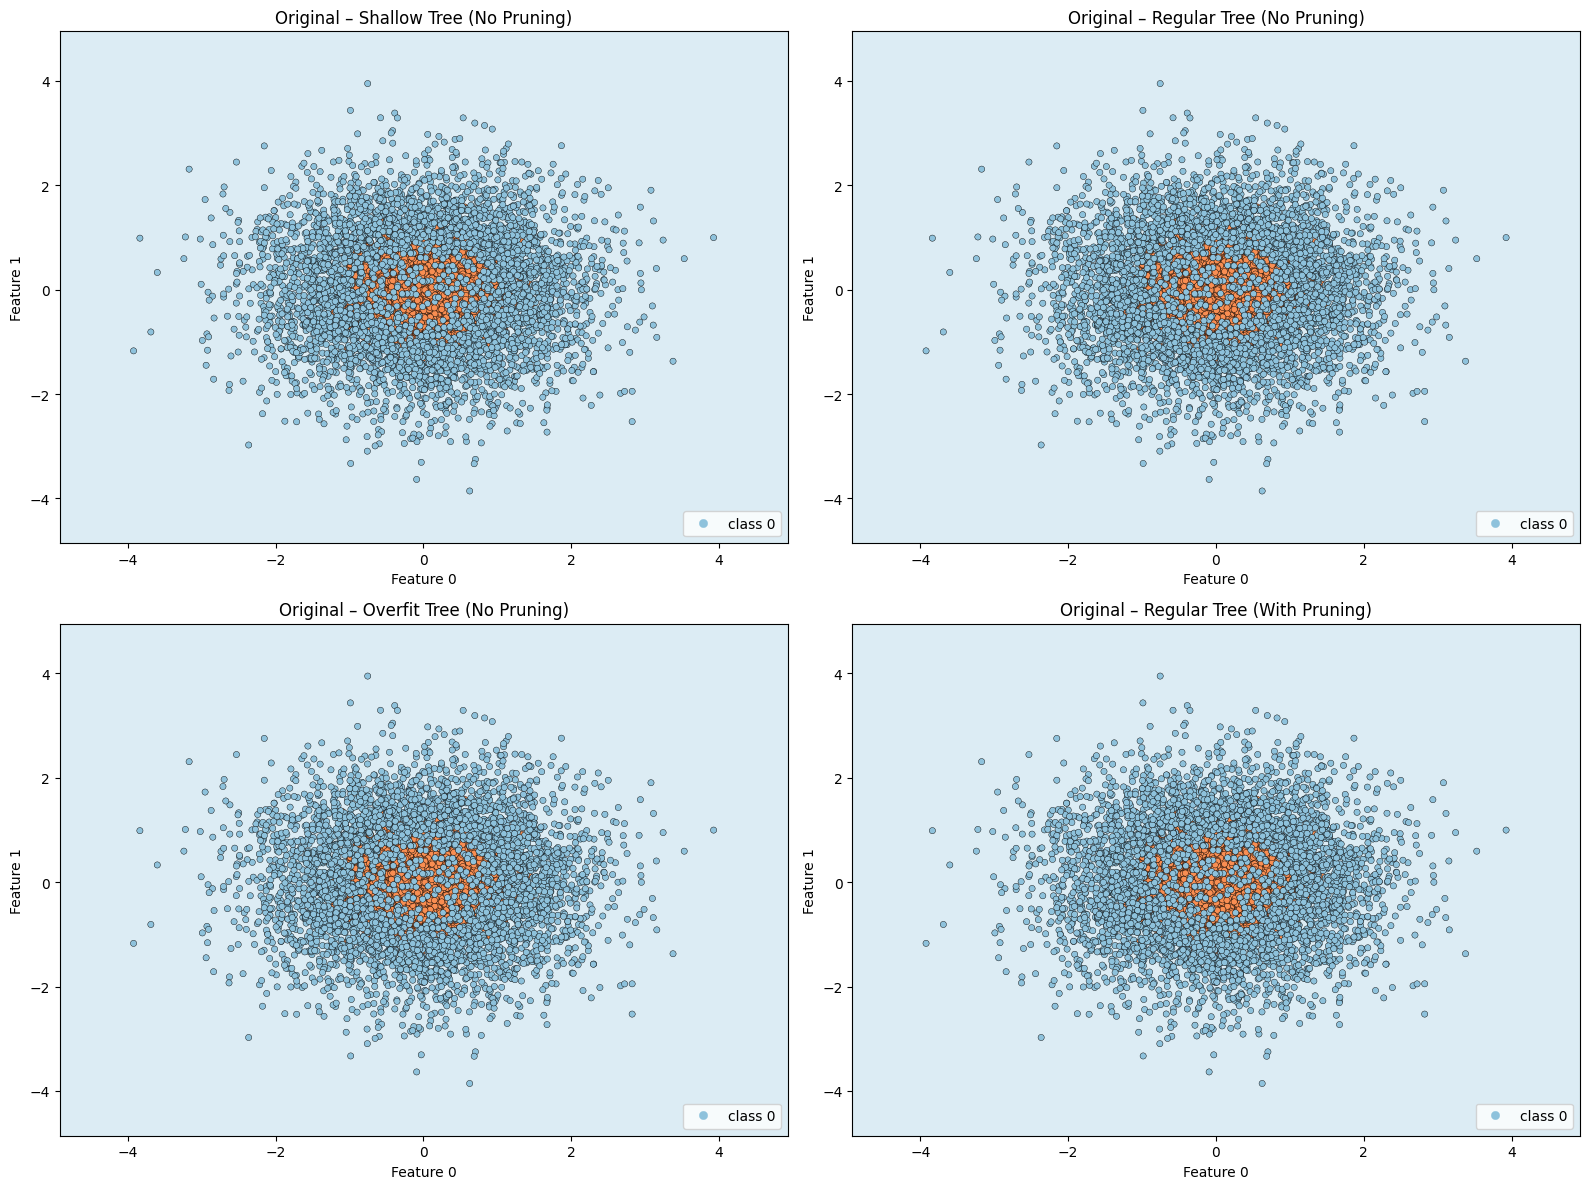 Original – Shallow Tree (No Pruning)
4
2
0
−2
−4
Feature 1
−4 −2 0 2 4
Feature 0
class 0
Original – Regular Tree (No Pruning)
4
2
0
−2
−4
Feature 1
−4 −2 0 2 4
Feature 0
class 0
Original – Overfit Tree (No Pruning)
4
2
0
−2
−4
Feature 1
−4 −2 0 2 4
Feature 0
class 0
Original – Regular Tree (With Pruning)
4
2
0
−2
−4
Feature 1
−4 −2 0 2 4
Feature 0
class 0